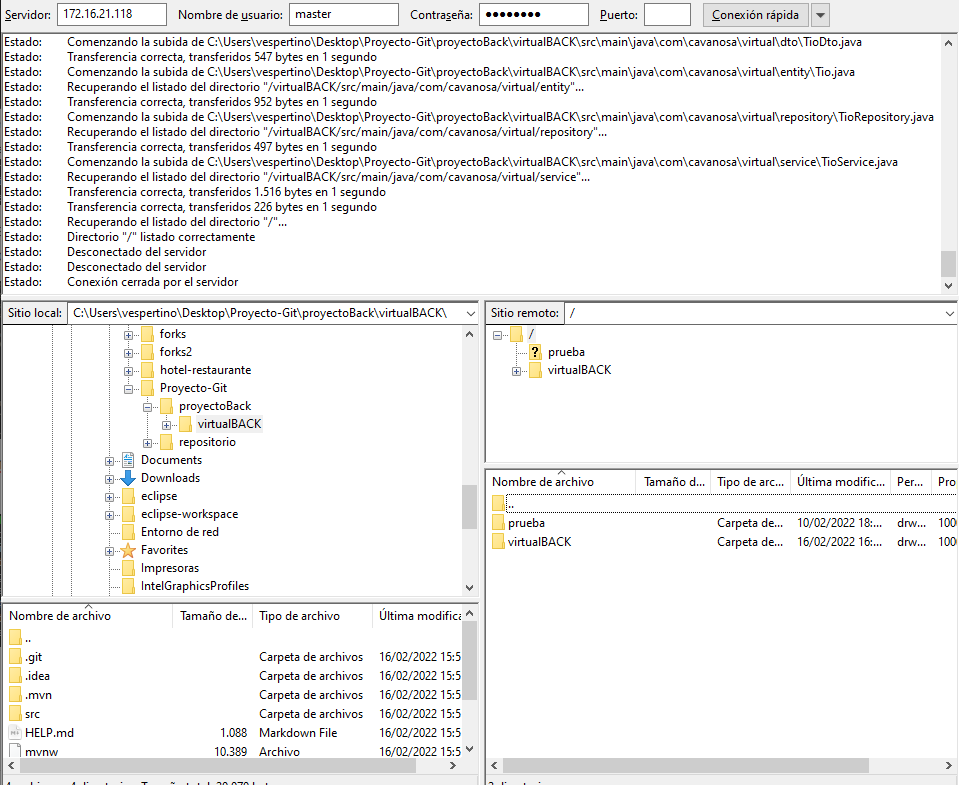 Servidor: 172.16.21.118 Nombre de usuario: master Contraseña: ●●●●●●●● Puerto: Conexión rápida
Estado: Comenzando la subida de C:\Users\vespertino\Desktop\Proyecto-Git\proyectoBack\virtualBACK\src\main\java\com\cavanosa\virtual\dto\TioDto.java
Estado: Transferencia correcta, transferidos 547 bytes en 1 segundo
Estado: Comenzando la subida de C:\Users\vespertino\Desktop\Proyecto-Git\proyectoBack\virtualBACK\src\main\java\com\cavanosa\virtual\entity\Tio.java
Estado: Recuperando el listado del directorio "/virtualBACK/src/main/java/com/cavanosa/virtual/entity"...
Estado: Transferencia correcta, transferidos 952 bytes en 1 segundo
Estado: Comenzando la subida de C:\Users\vespertino\Desktop\Proyecto-Git\proyectoBack\virtualBACK\src\main\java\com\cavanosa\virtual\repository\TioRepository.java
Estado: Recuperando el listado del directorio "/virtualBACK/src/main/java/com/cavanosa/virtual/repository"...
Estado: Transferencia correcta, transferidos 497 bytes en 1 segundo
Estado: Comenzando la subida de C:\Users\vespertino\Desktop\Proyecto-Git\proyectoBack\virtualBACK\src\main\java\com\cavanosa\virtual\service\TioService.java
Estado: Recuperando el listado del directorio "/virtualBACK/src/main/java/com/cavanosa/virtual/service"...
Estado: Transferencia correcta, transferidos 1.516 bytes en 1 segundo
Estado: Transferencia correcta, transferidos 226 bytes en 1 segundo
Estado: Recuperando el listado del directorio "/"...
Estado: Directorio "/" listado correctamente
Estado: Desconectado del servidor
Estado: Desconectado del servidor
Estado: Conexión cerrada por el servidor
Sitio local: C:\Users\vespertino\Desktop\Proyecto-Git\proyectoBack\virtualBACK\
forks
forks2
hotel-restaurante
Proyecto-Git
proyectoBack
virtualBACK
repositorio
Documents
Downloads
eclipse
eclipse-workspace
Entorno de red
Favorites
Impresoras
IntelGraphicsProfiles
Nombre de archivo Tamaño de... Tipo de archivo Última modifica
..
.git Carpeta de archivos 16/02/2022 15:5
.idea Carpeta de archivos 16/02/2022 15:5
.mvn Carpeta de archivos 16/02/2022 15:5
src Carpeta de archivos 16/02/2022 15:5
HELP.md 1.088 Markdown File 16/02/2022 15:5
mvnw 10.389 Archivo 16/02/2022 15:5
Sitio remoto: /
/
prueba
virtualBACK
Nombre de archivo Tamaño d... Tipo de arc... Última modific... Per... Pro
..
prueba Carpeta de... 10/02/2022 18:... drw... 100
virtualBACK Carpeta de... 16/02/2022 16:... drw... 100